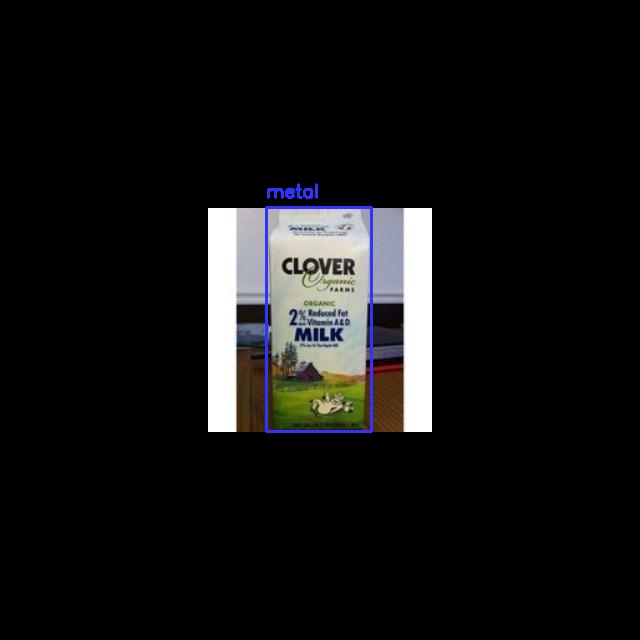 metal
MILK
CLOVER
Organic
FARMS
ORGANIC
2% Reduced Fat
Vitamin A & D
MILK